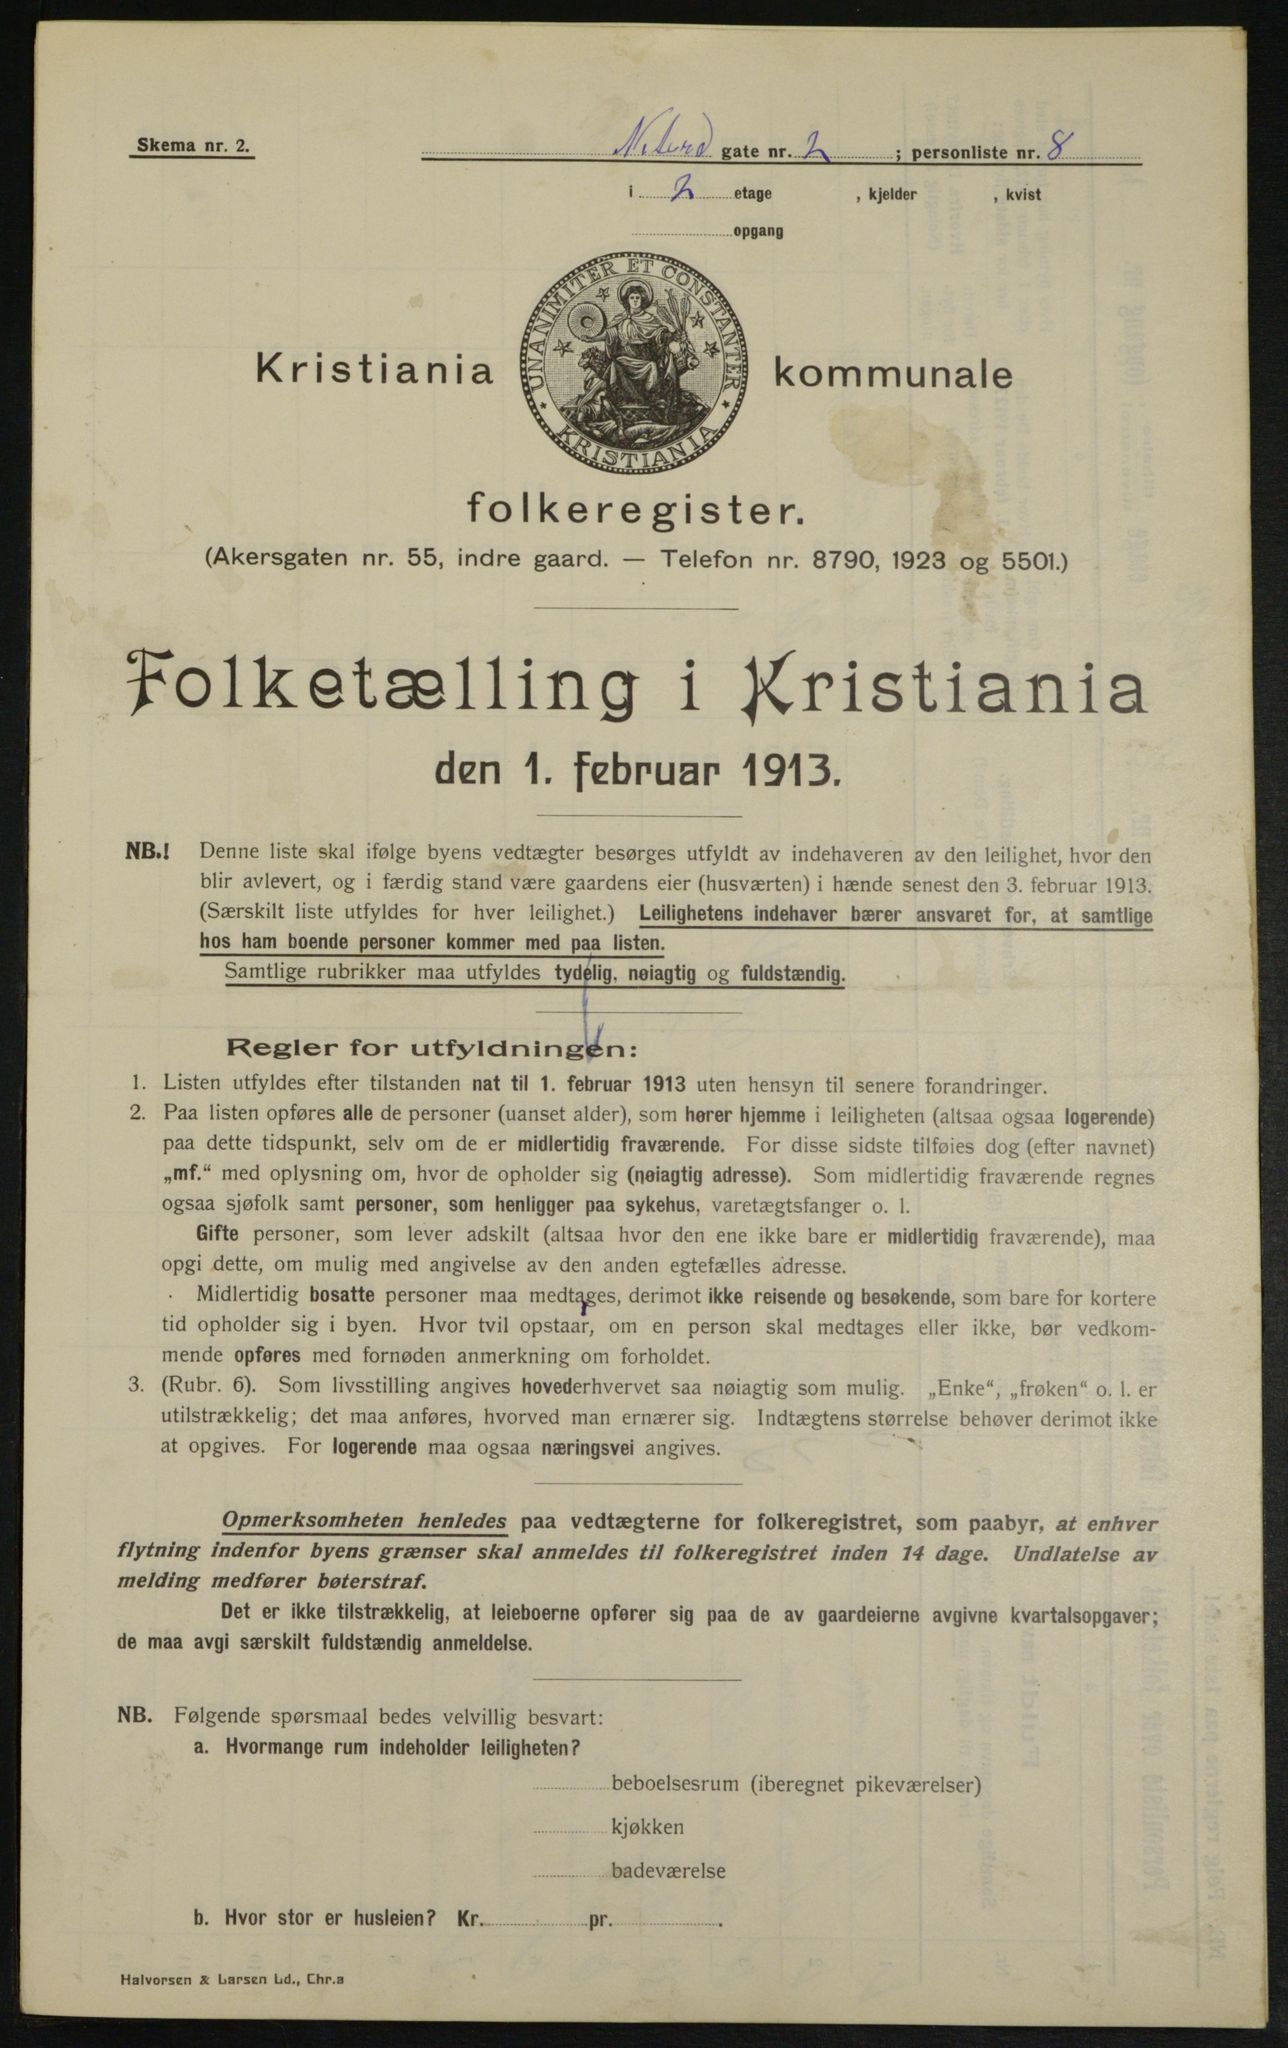 Skema nr. 2.
gate nr. 2 ; personliste nr. 8
i 2 etage , kjelder , kvist
opgang
UNANIMITER ET CONSTANTER
KRISTIANIA
Kristiania kommunale
folkeregister.
(Akersgaten nr. 55, indre gaard. — Telefon nr. 8790, 1923 og 5501.)
Folketælling i Kristiania
den 1. februar 1913.
NB.! Denne liste skal ifølge byens vedtægter besørges utfyldt av indehaveren av den leilighet, hvor den
blir avlevert, og i færdig stand være gaardens eier (husværten) i hænde senest den 3. februar 1913.
(Særskilt liste utfyldes for hver leilighet.) Leilighetens indehaver bærer ansvaret for, at samtlige
hos ham boende personer kommer med paa listen.
Samtlige rubrikker maa utfyldes tydelig, nøiagtig og fuldstændig.
Regler for utfyldningen:
1. Listen utfyldes efter tilstanden nat til 1. februar 1913 uten hensyn til senere forandringer.
2. Paa listen opføres alle de personer (uanset alder), som hører hjemme i leiligheten (altsaa ogsaa logerende)
paa dette tidspunkt, selv om de er midlertidig fraværende. For disse sidste tilføies dog (efter navnet)
„mf.“ med oplysning om, hvor de opholder sig (nøiagtig adresse). Som midlertidig fraværende regnes
ogsaa sjøfolk samt personer, som henligger paa sykehus, varetægtsfanger o. l.
Gifte personer, som lever adskilt (altsaa hvor den ene ikke bare er midlertidig fraværende), maa
opgi dette, om mulig med angivelse av den anden egtefælles adresse.
Midlertidig bosatte personer maa medtages, derimot ikke reisende og besøkende, som bare for kortere
tid opholder sig i byen. Hvor tvil opstaar, om en person skal medtages eller ikke, bør vedkom-
mende opføres med fornøden anmerkning om forholdet.
3. (Rubr. 6). Som livsstilling angives hovederhvervet saa nøiagtig som mulig. „Enke“, „frøken“ o. l. er
utilstrækkelig; det maa anføres, hvorved man ernærer sig. Indtægtens størrelse behøver derimot ikke
at opgives. For logerende maa ogsaa næringsvei angives.
Opmerksomheten henledes paa vedtægterne for folkeregistret, som paabyr, at enhver
flytning indenfor byens grænser skal anmeldes til folkeregistret inden 14 dage. Undlatelse av
melding medfører bøterstraf.
Det er ikke tilstrækkelig, at leieboerne opfører sig paa de av gaardeierne avgivne kvartalsopgaver;
de maa avgi særskilt fuldstændig anmeldelse.
NB. Følgende spørsmaal bedes velvillig besvart:
a. Hvormange rum indeholder leiligheten?
beboelsesrum (iberegnet pikeværelser)
kjøkken
badeværelse
b. Hvor stor er husleien? Kr. pr. .
Halvorsen & Larsen Ld., Chr.a